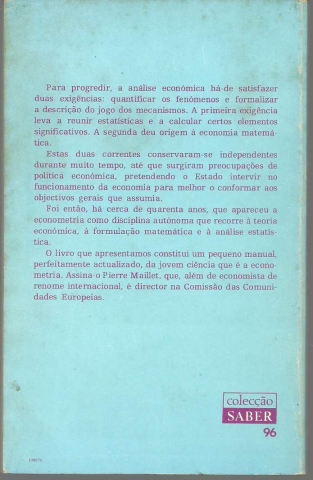 Para progredir, a análise económica há-de satisfazer
duas exigências: quantificar os fenómenos e formalizar
a descrição do jogo dos mecanismos. A primeira exigência
leva a reunir estatísticas e a calcular certos elementos
significativos. A segunda deu origem à economia matemá-
tica.
Estas duas correntes conservaram-se independentes
durante muito tempo, até que surgiram preocupações de
política económica, pretendendo o Estado intervir no
funcionamento da economia para melhor o conformar aos
objectivos gerais que assumia.
Foi então, há cerca de quarenta anos, que apareceu a
econometria como disciplina autónoma que recorre à teoria
económica, à formulação matemática e à análise estatís-
tica.
O livro que apresentamos constitui um pequeno manual,
perfeitamente actualizado, da jovem ciência que é a econo-
metria. Assina-o Pierre Maillet, que, além de economista de
renome internacional, é director na Comissão das Comuni-
dades Europeias.
colecção
SABER
96